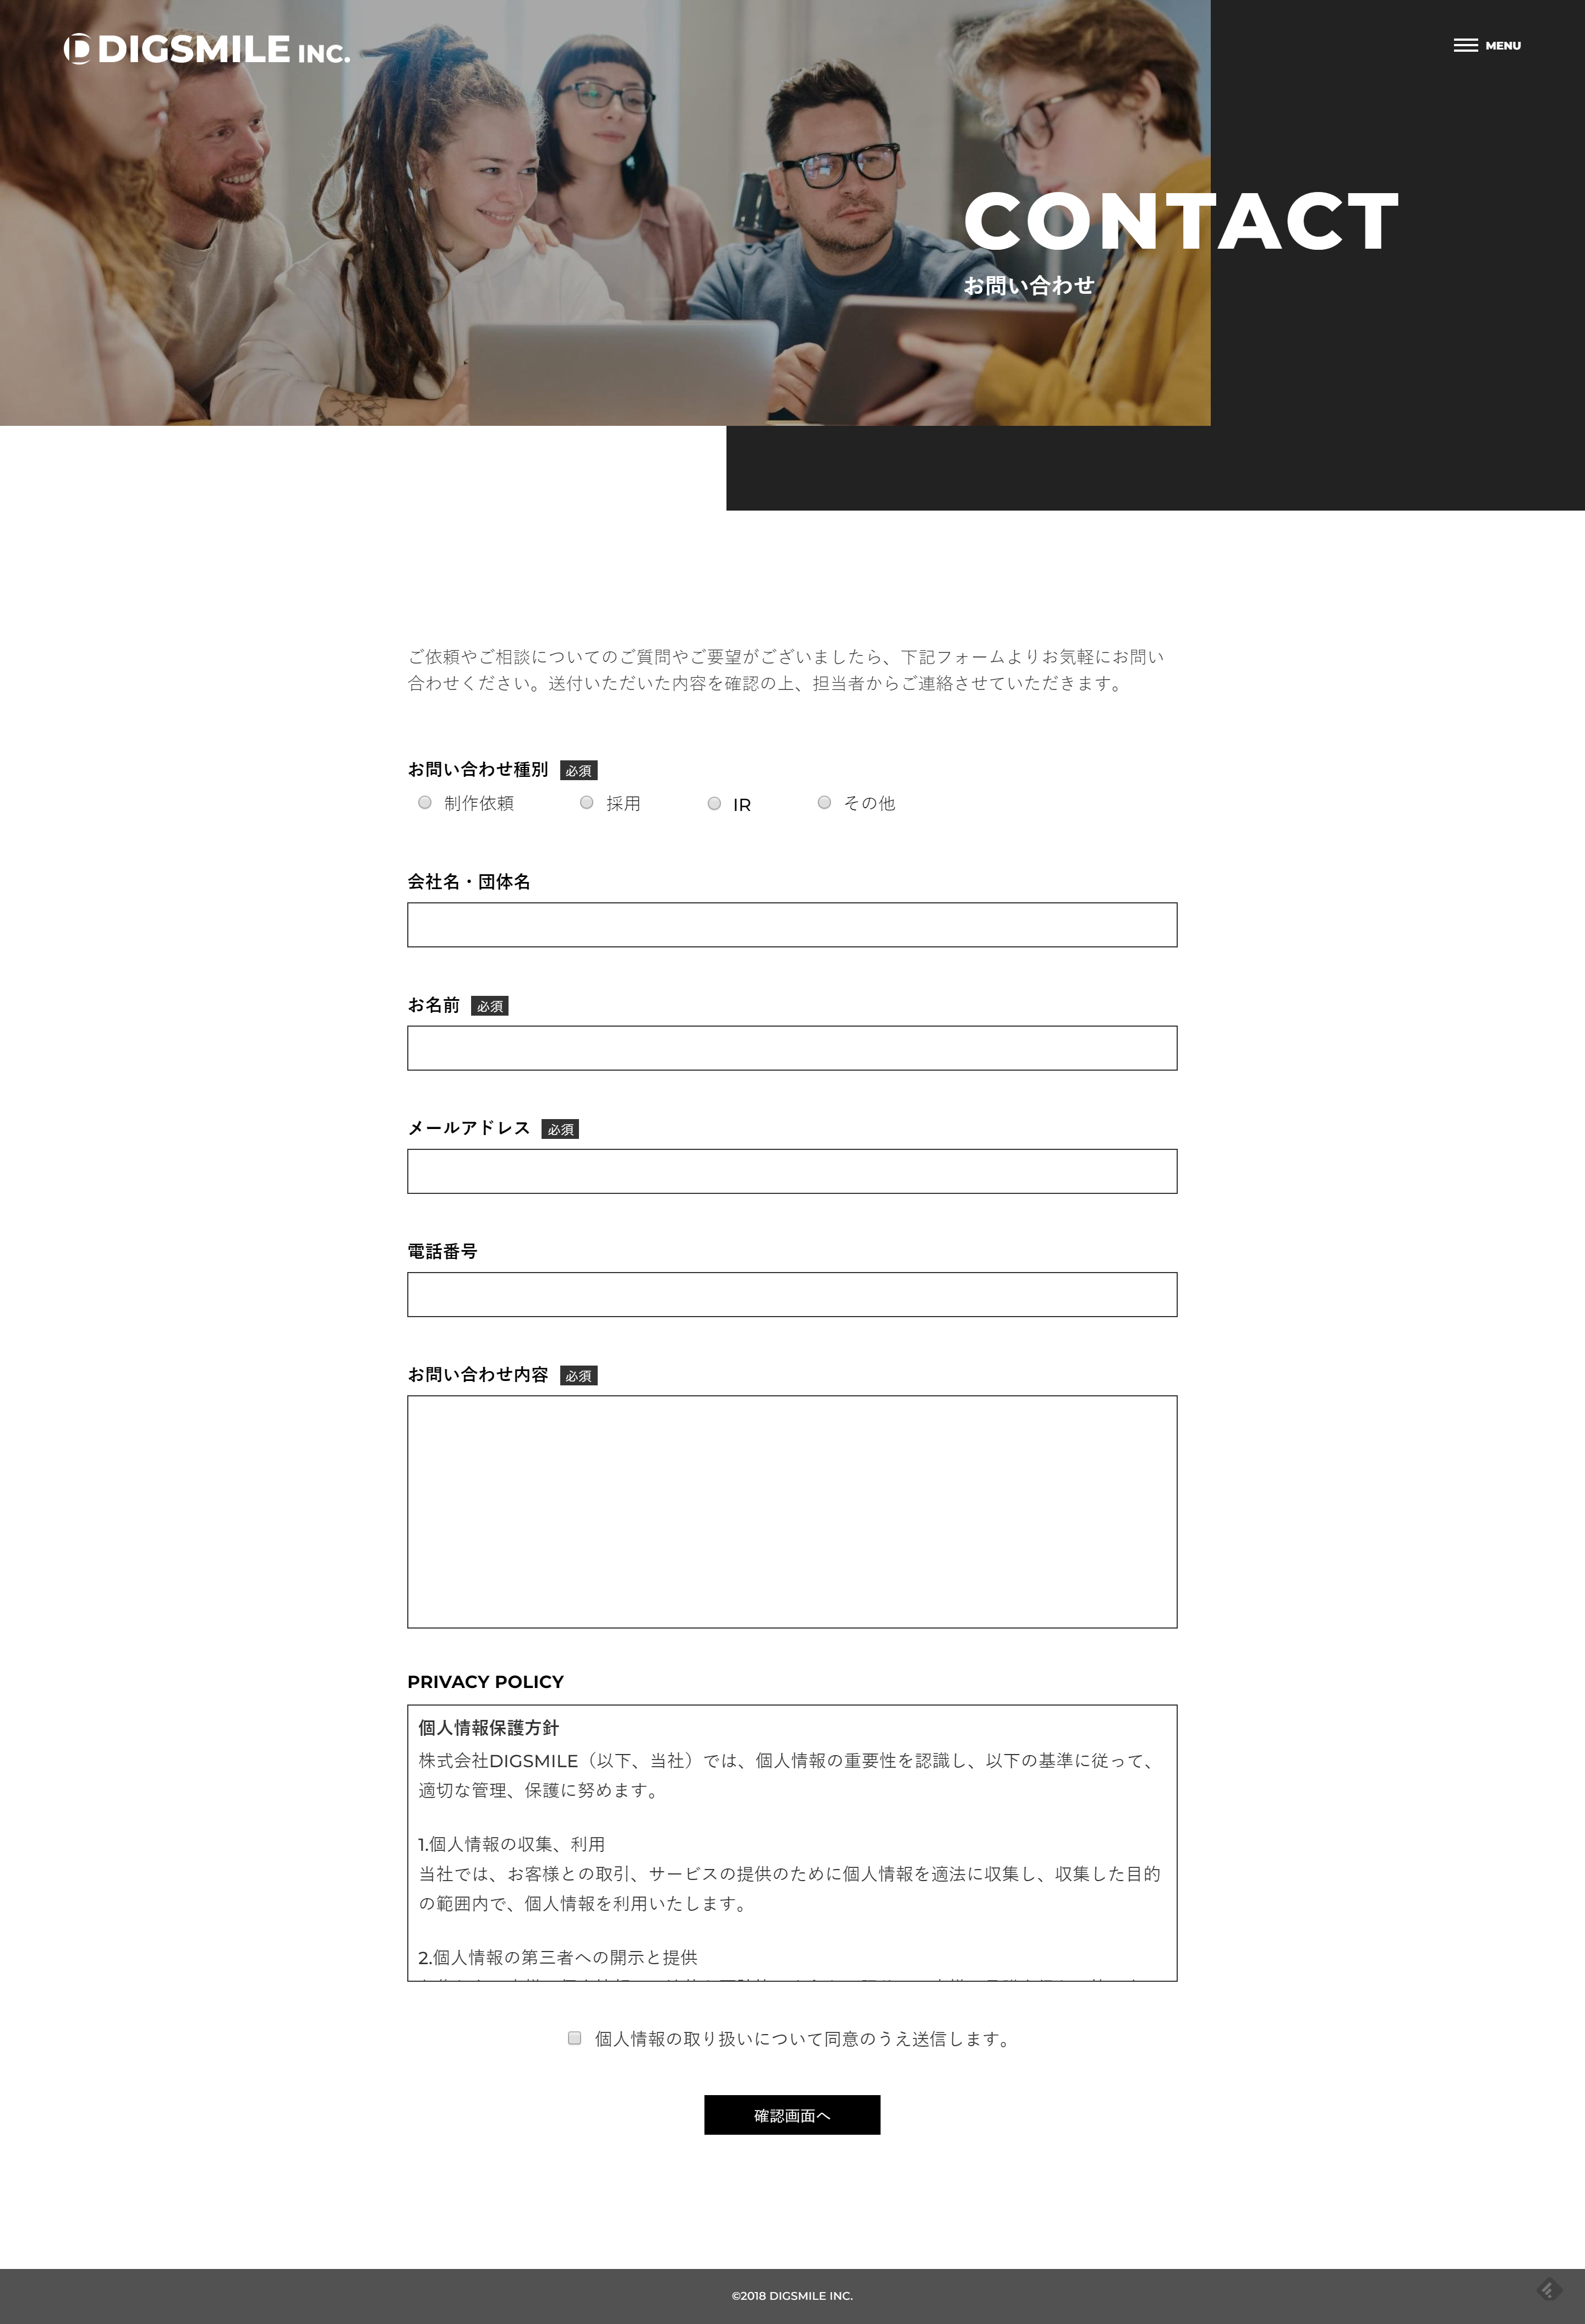 DIGSMILE INC.
MENU
CONTACT
お問い合わせ
ご依頼やご相談についてのご質問やご要望がございましたら、下記フォームよりお気軽にお問い
合わせください。送付いただいた内容を確認の上、担当者からご連絡させていただきます。
お問い合わせ種別 必須
制作依頼 採用 IR その他
会社名・団体名
お名前 必須
メールアドレス 必須
電話番号
お問い合わせ内容 必須
PRIVACY POLICY
個人情報保護方針
株式会社DIGSMILE（以下、当社）では、個人情報の重要性を認識し、以下の基準に従って、
適切な管理、保護に努めます。
1.個人情報の収集、利用
当社では、お客様との取引、サービスの提供のために個人情報を適法に収集し、収集した目的
の範囲内で、個人情報を利用いたします。
2.個人情報の第三者への開示と提供
個人情報の取り扱いについて同意のうえ送信します。
確認画面へ
©2018 DIGSMILE INC.